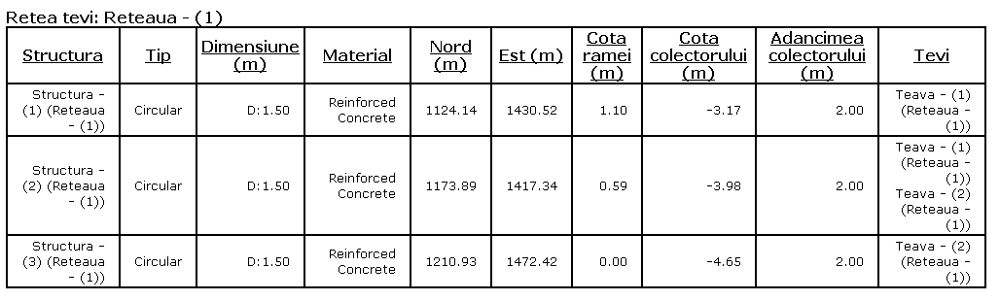 Retea tevi: Reteaua - (1)
Structura
Tip
Dimensiune
(m)
Material
Nord
(m)
Est (m)
Cota
ramei
(m)
Cota
colectorului
(m)
Adancimea
colectorului
(m)
Tevi
Structura -
(1) (Reteaua
- (1))
Circular
D:1.50
Reinforced
Concrete
1124.14
1430.52
1.10
-3.17
2.00
Teava - (1)
(Reteaua -
(1))
Structura -
(2) (Reteaua
- (1))
Circular
D:1.50
Reinforced
Concrete
1173.89
1417.34
0.59
-3.98
2.00
Teava - (1)
(Reteaua -
(1))
Teava - (2)
(Reteaua -
(1))
Structura -
(3) (Reteaua
- (1))
Circular
D:1.50
Reinforced
Concrete
1210.93
1472.42
0.00
-4.65
2.00
Teava - (2)
(Reteaua -
(1))